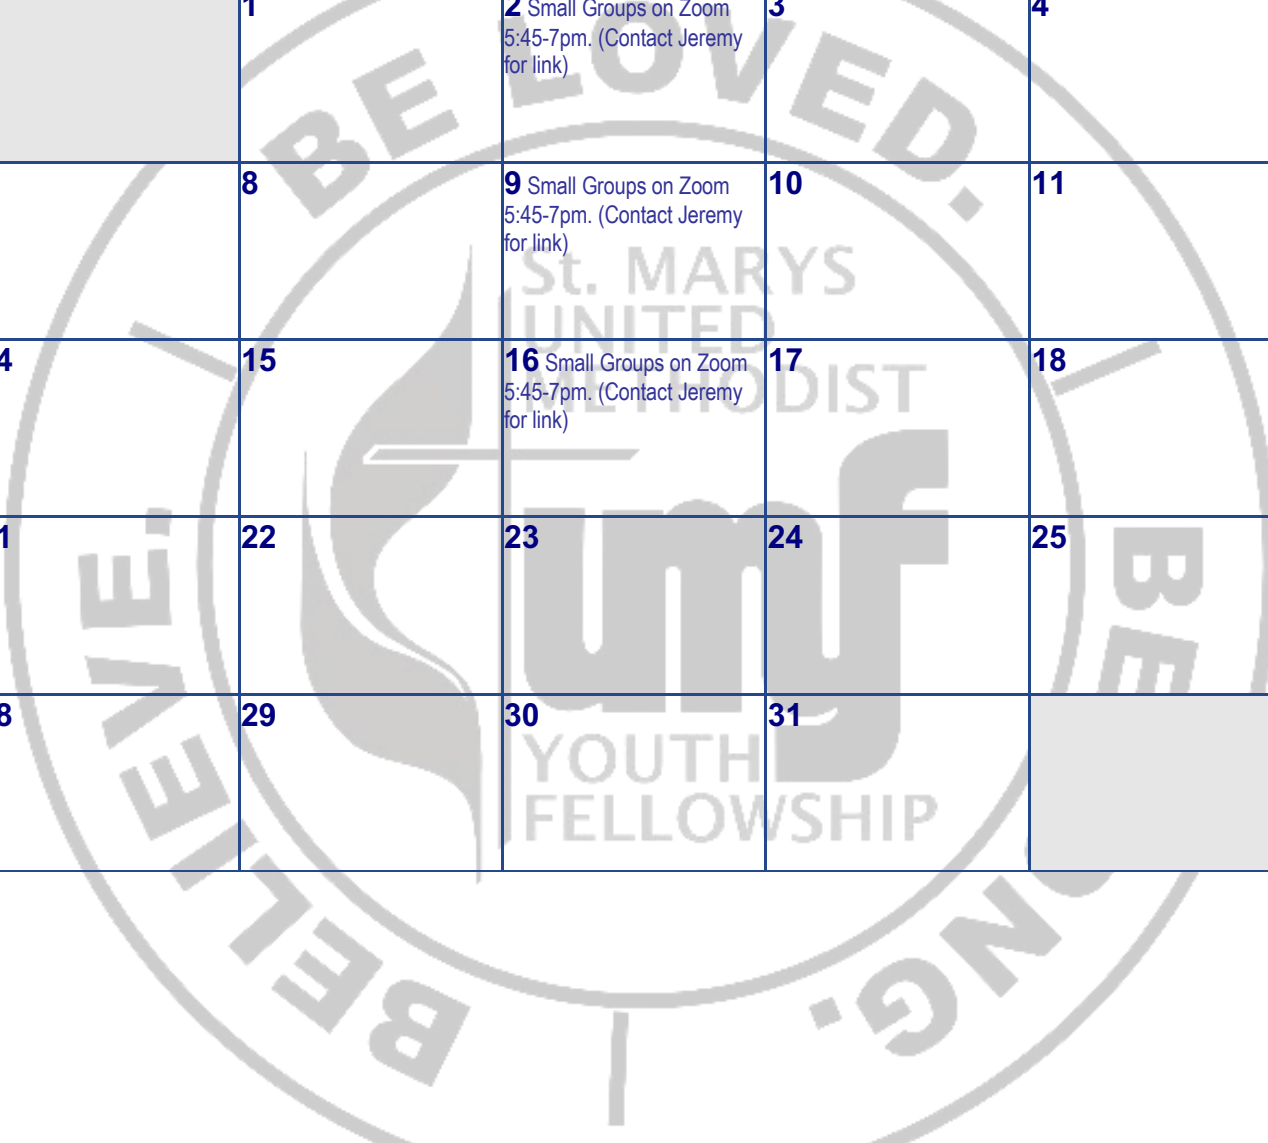 1
2 Small Groups on Zoom
5:45-7pm. (Contact Jeremy
for link)
3
4
8
9 Small Groups on Zoom
5:45-7pm. (Contact Jeremy
for link)
10
11
4
15
16 Small Groups on Zoom
5:45-7pm. (Contact Jeremy
for link)
17
18
1
22
23
24
25
8
29
30
31
BE LOVED.
St. MARYS
UNITED
METHODIST
umf
YOUTH
FELLOWSHIP
BELIEVE.
BE
NG.